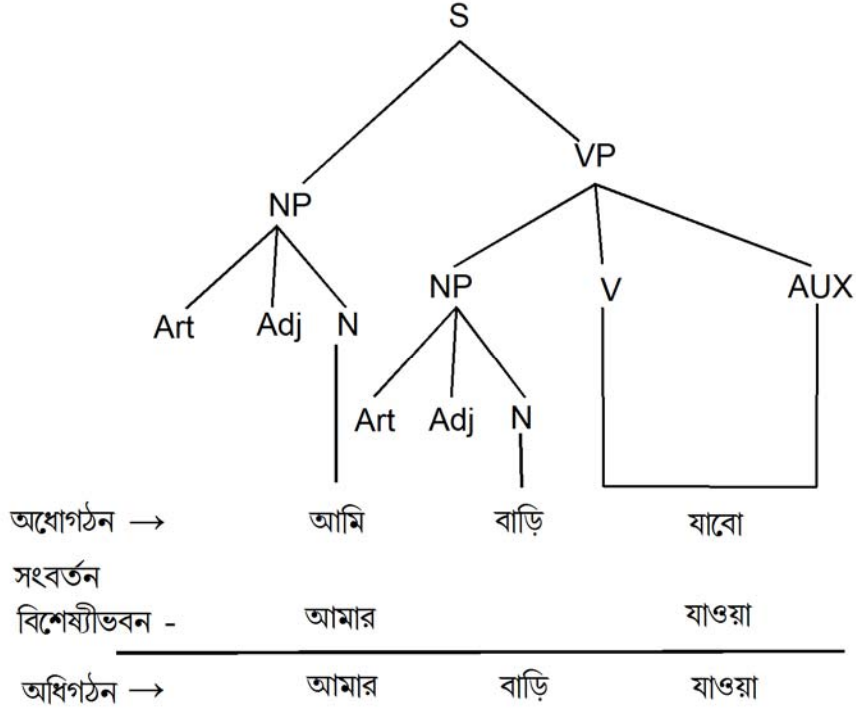 S
VP
NP
NP V AUX
Art Adj N
Art Adj N
অধোগঠন → আমি বাড়ি যাবো
সংবর্তন
বিশেষ্যীভবন - আমার যাওয়া
অধিগঠন → আমার বাড়ি যাওয়া